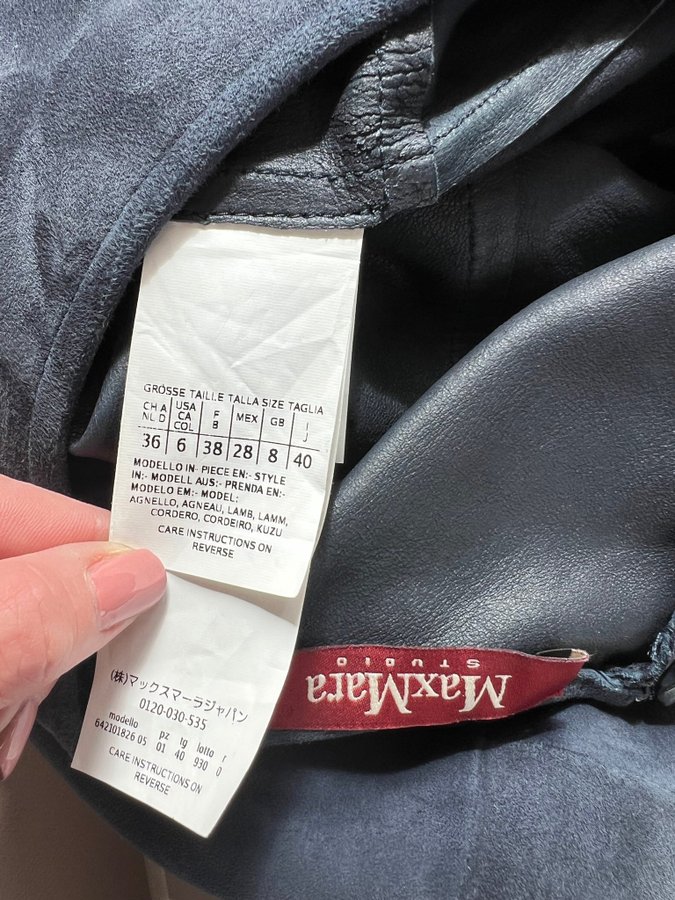 GRÖSSE TAILLE TALLA SIZE TAGLIA
CH A NL D | USA CA COL | F B | MEX | GB | I J
36 | 6 | 38 | 28 | 8 | 40
MODELLO IN- PIECE EN:- STYLE
IN:- MODELL AUS:- PRENDA EN:-
MODELO EM:- MODEL:
AGNELLO, AGNEAU, LAMB, LAMM,
CORDERO, CORDEIRO, KUZU
CARE INSTRUCTIONS ON
REVERSE
MaxMara
STUDIO
(株)マックスマーラジャパン
0120-030-535
modello pz tg lotto r
642101826 05 01 40 930 0
CARE INSTRUCTIONS ON
REVERSE